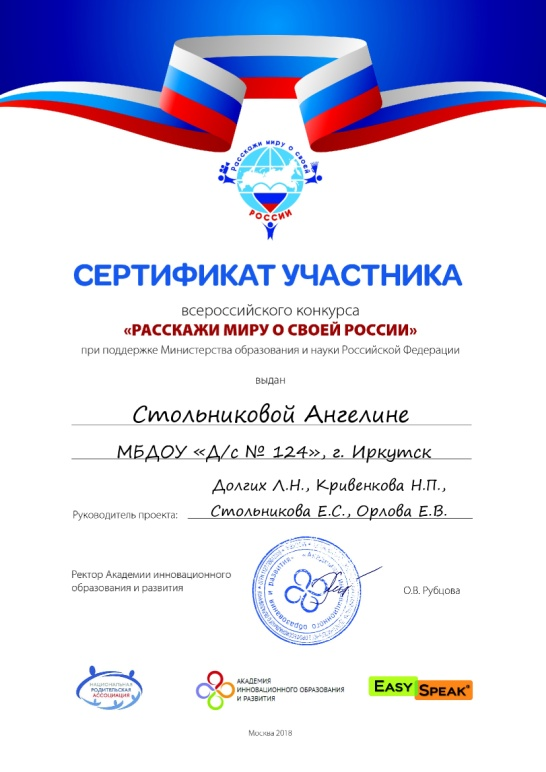 Расскажи миру о своей
РОССИИ
СЕРТИФИКАТ УЧАСТНИКА
всероссийского конкурса
«РАССКАЖИ МИРУ О СВОЕЙ РОССИИ»
при поддержке Министерства образования и науки Российской Федерации
выдан
Стольниковой Ангелине
МБДОУ «Д/с № 124», г. Иркутск
Долгих Л.Н., Кривенкова Н.П.,
Руководитель проекта: Стольникова Е.С., Орлова Е.В.
Ректор Академии инновационного
образования и развития
О.В. Рубцова
НАЦИОНАЛЬНАЯ
РОДИТЕЛЬСКАЯ
АССОЦИАЦИЯ
АКАДЕМИЯ
ИННОВАЦИОННОГО ОБРАЗОВАНИЯ
И РАЗВИТИЯ
EASY SPEAK®
Москва 2018